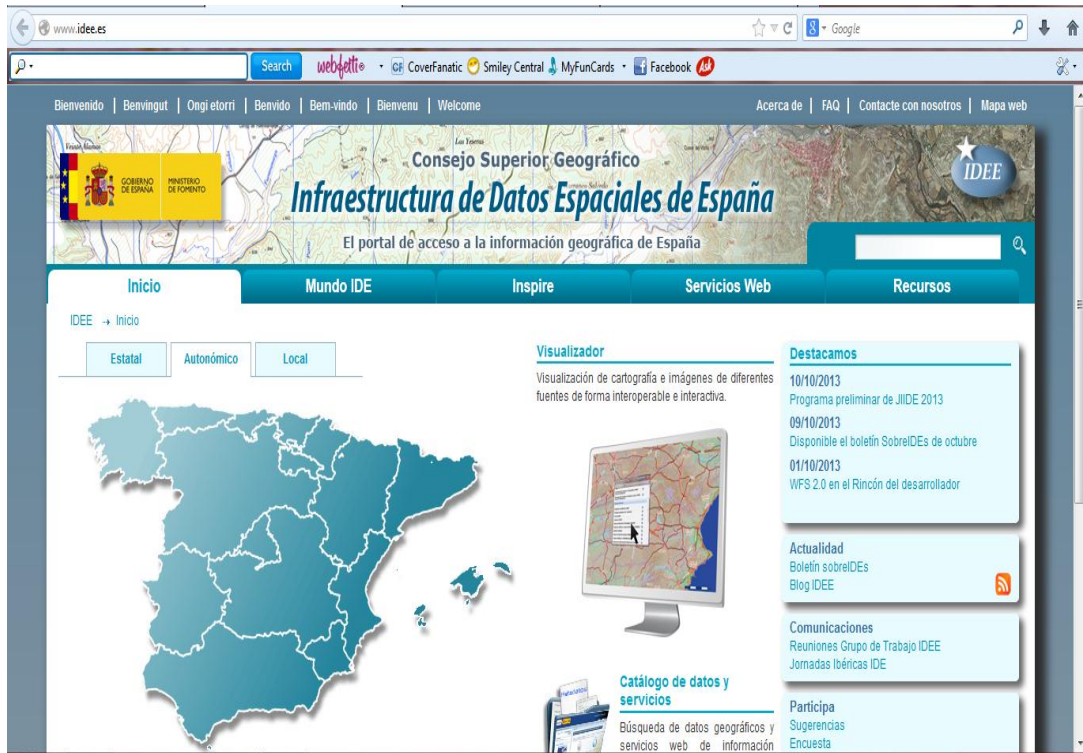 www.idee.es
Google
Search
webfetti
CF CoverFanatic
Smiley Central
MyFunCards
Facebook
Ask
Bienvenido | Benvingut | Ongi etorri | Benvido | Bem-vindo | Bienvenu | Welcome
Acerca de | FAQ | Contacte con nosotros | Mapa web
GOBIERNO DE ESPAÑA
MINISTERIO DE FOMENTO
Consejo Superior Geográfico
Infraestructura de Datos Espaciales de España
El portal de acceso a la información geográfica de España
IDEE
Inicio
Mundo IDE
Inspire
Servicios Web
Recursos
IDEE → Inicio
Estatal
Autonómico
Local
Visualizador
Visualización de cartografía e imágenes de diferentes
fuentes de forma interoperable e interactiva.
Catálogo de datos y
servicios
Búsqueda de datos geográficos y
servicios web de información
Destacamos
10/10/2013
Programa preliminar de JIIDE 2013
09/10/2013
Disponible el boletín SobreIDEs de octubre
01/10/2013
WFS 2.0 en el Rincón del desarrollador
Actualidad
Boletín sobreIDEs
Blog IDEE
Comunicaciones
Reuniones Grupo de Trabajo IDEE
Jornadas Ibéricas IDE
Participa
Sugerencias
Encuesta